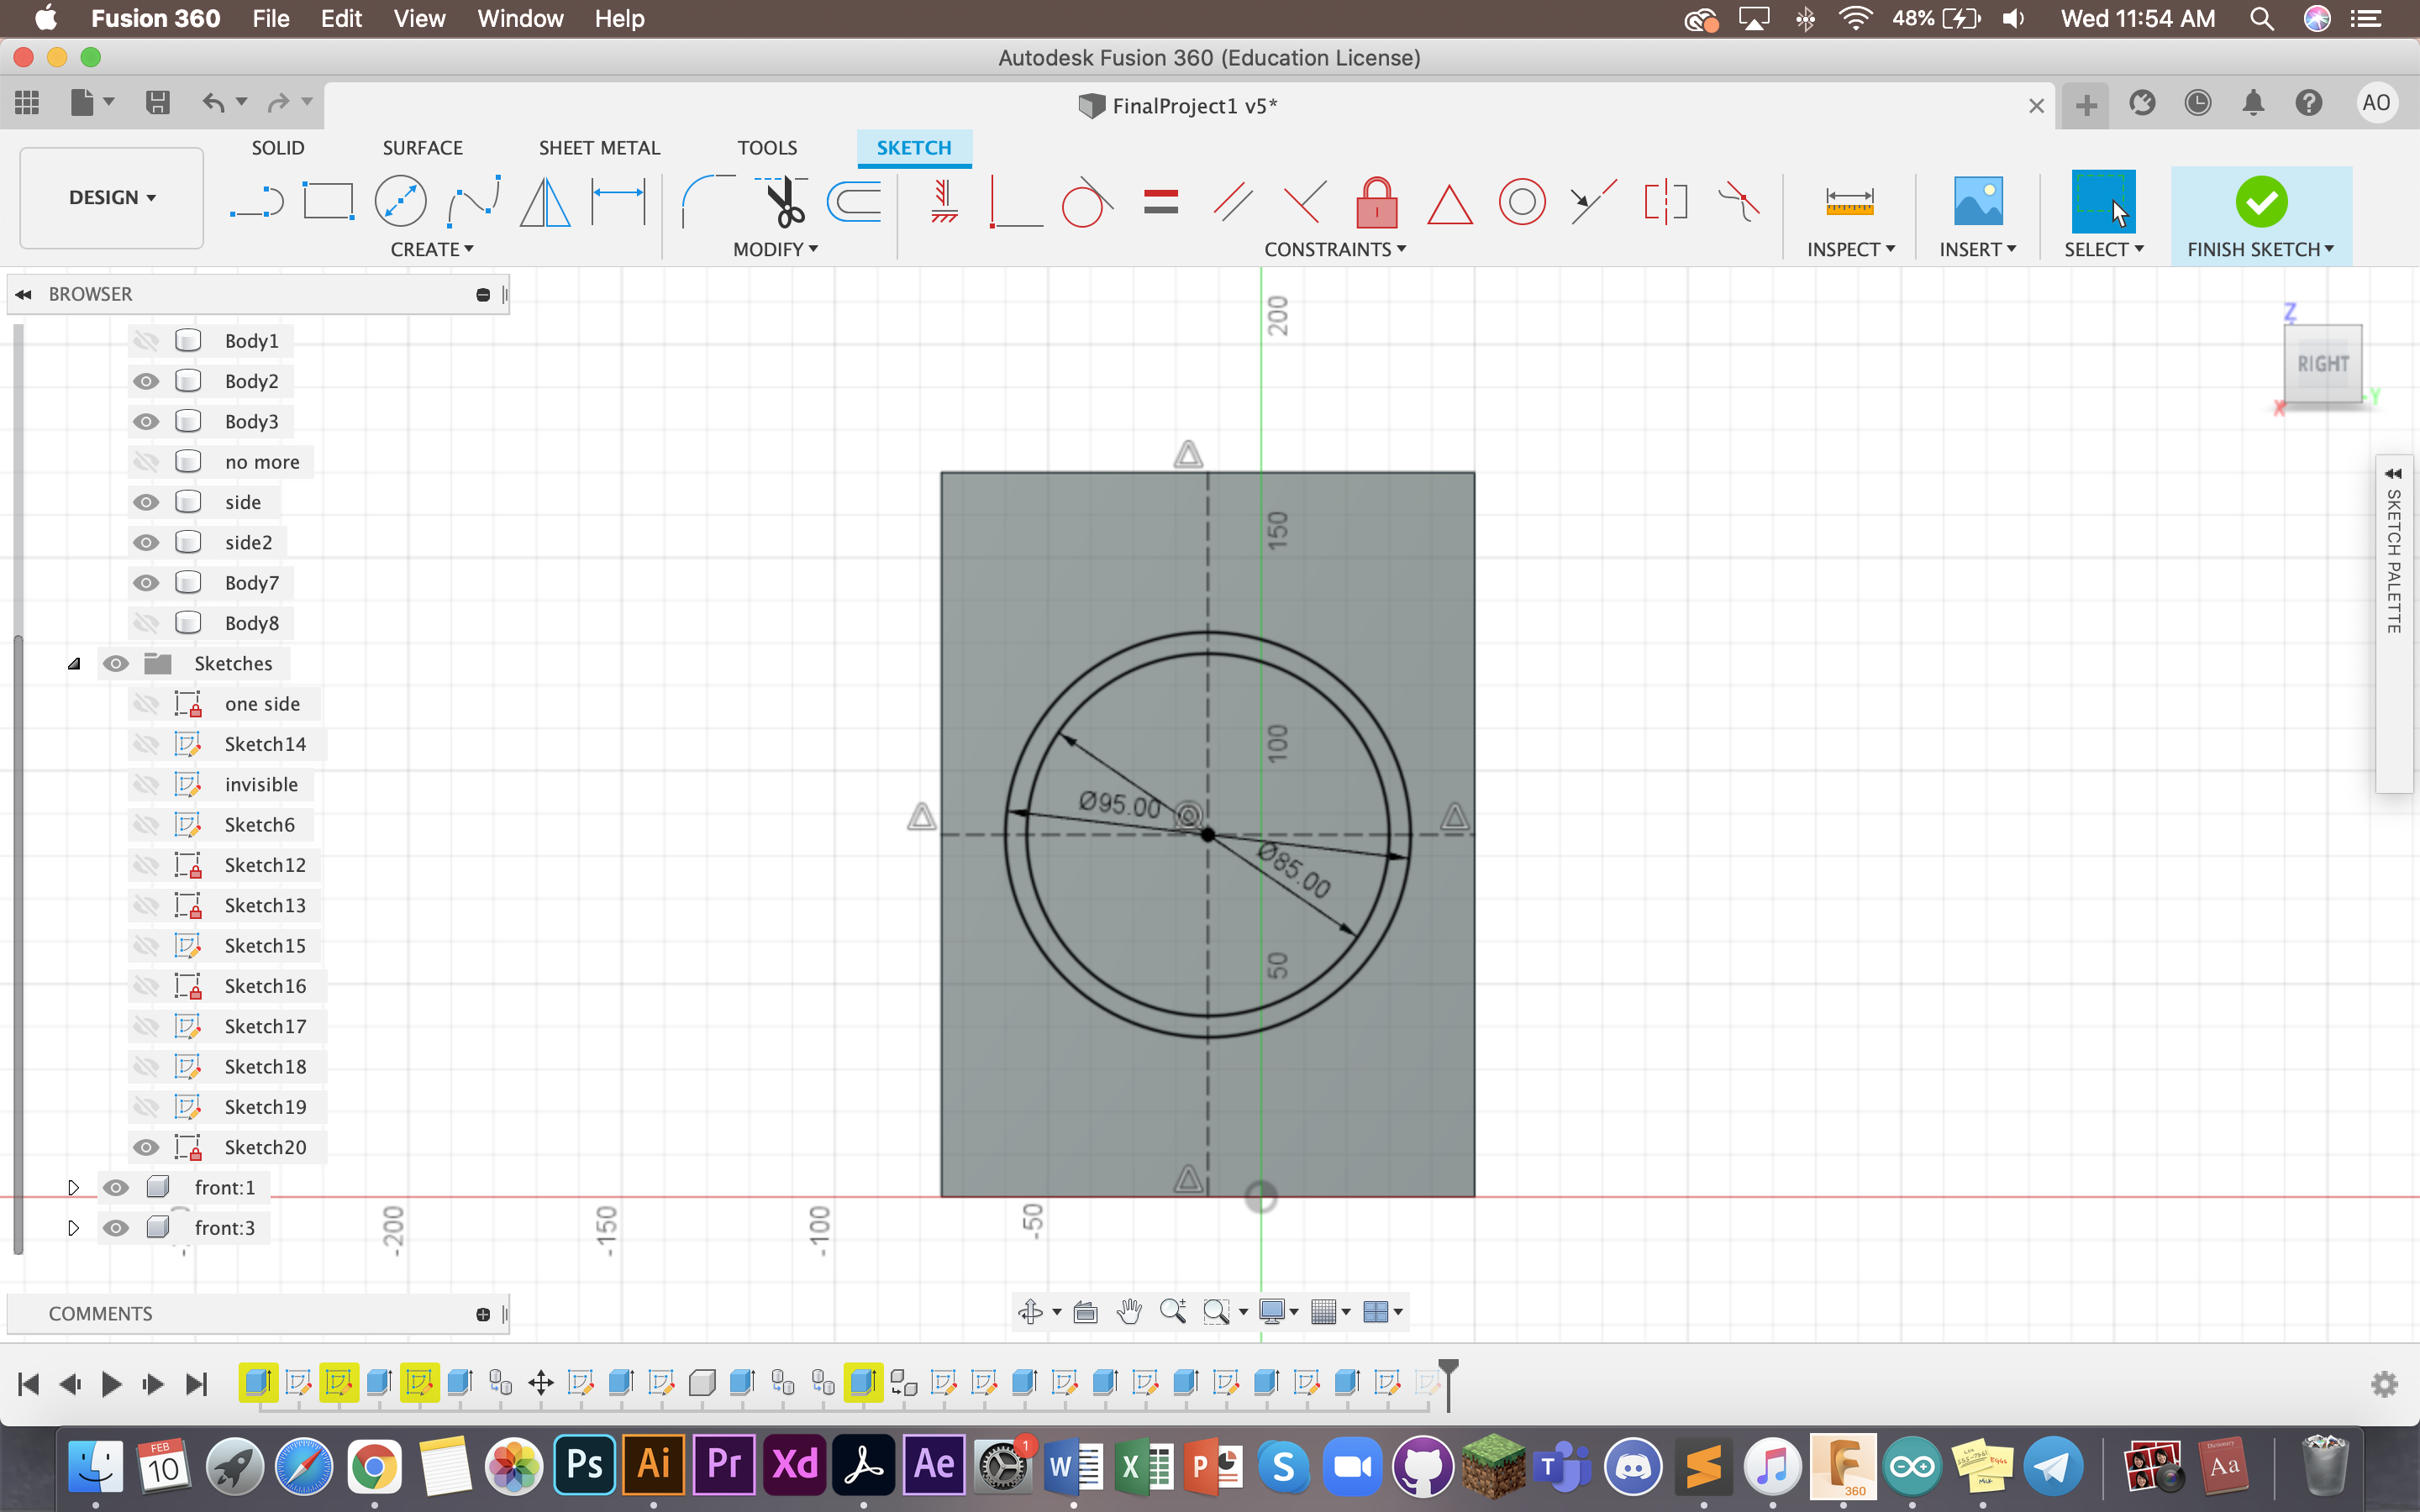 Fusion 360 File Edit View Window Help 48% Wed 11:54 AM
Autodesk Fusion 360 (Education License)
FinalProject1 v5*
AO
SOLID SURFACE SHEET METAL TOOLS SKETCH
DESIGN
CREATE MODIFY CONSTRAINTS INSPECT INSERT SELECT FINISH SKETCH
BROWSER
Body1
Body2
Body3
no more
side
side2
Body7
Body8
Sketches
one side
Sketch14
invisible
Sketch6
Sketch12
Sketch13
Sketch15
Sketch16
Sketch17
Sketch18
Sketch19
Sketch20
front:1
front:3
200
150
100
50
Ø95.00
Ø85.00
-200
-150
-100
-50
Z
RIGHT
X
-Y
SKETCH PALETTE
COMMENTS
FEB
10
Ps
Ai
Pr
Xd
Ae
1
W
X
P
S
T
360
Aa